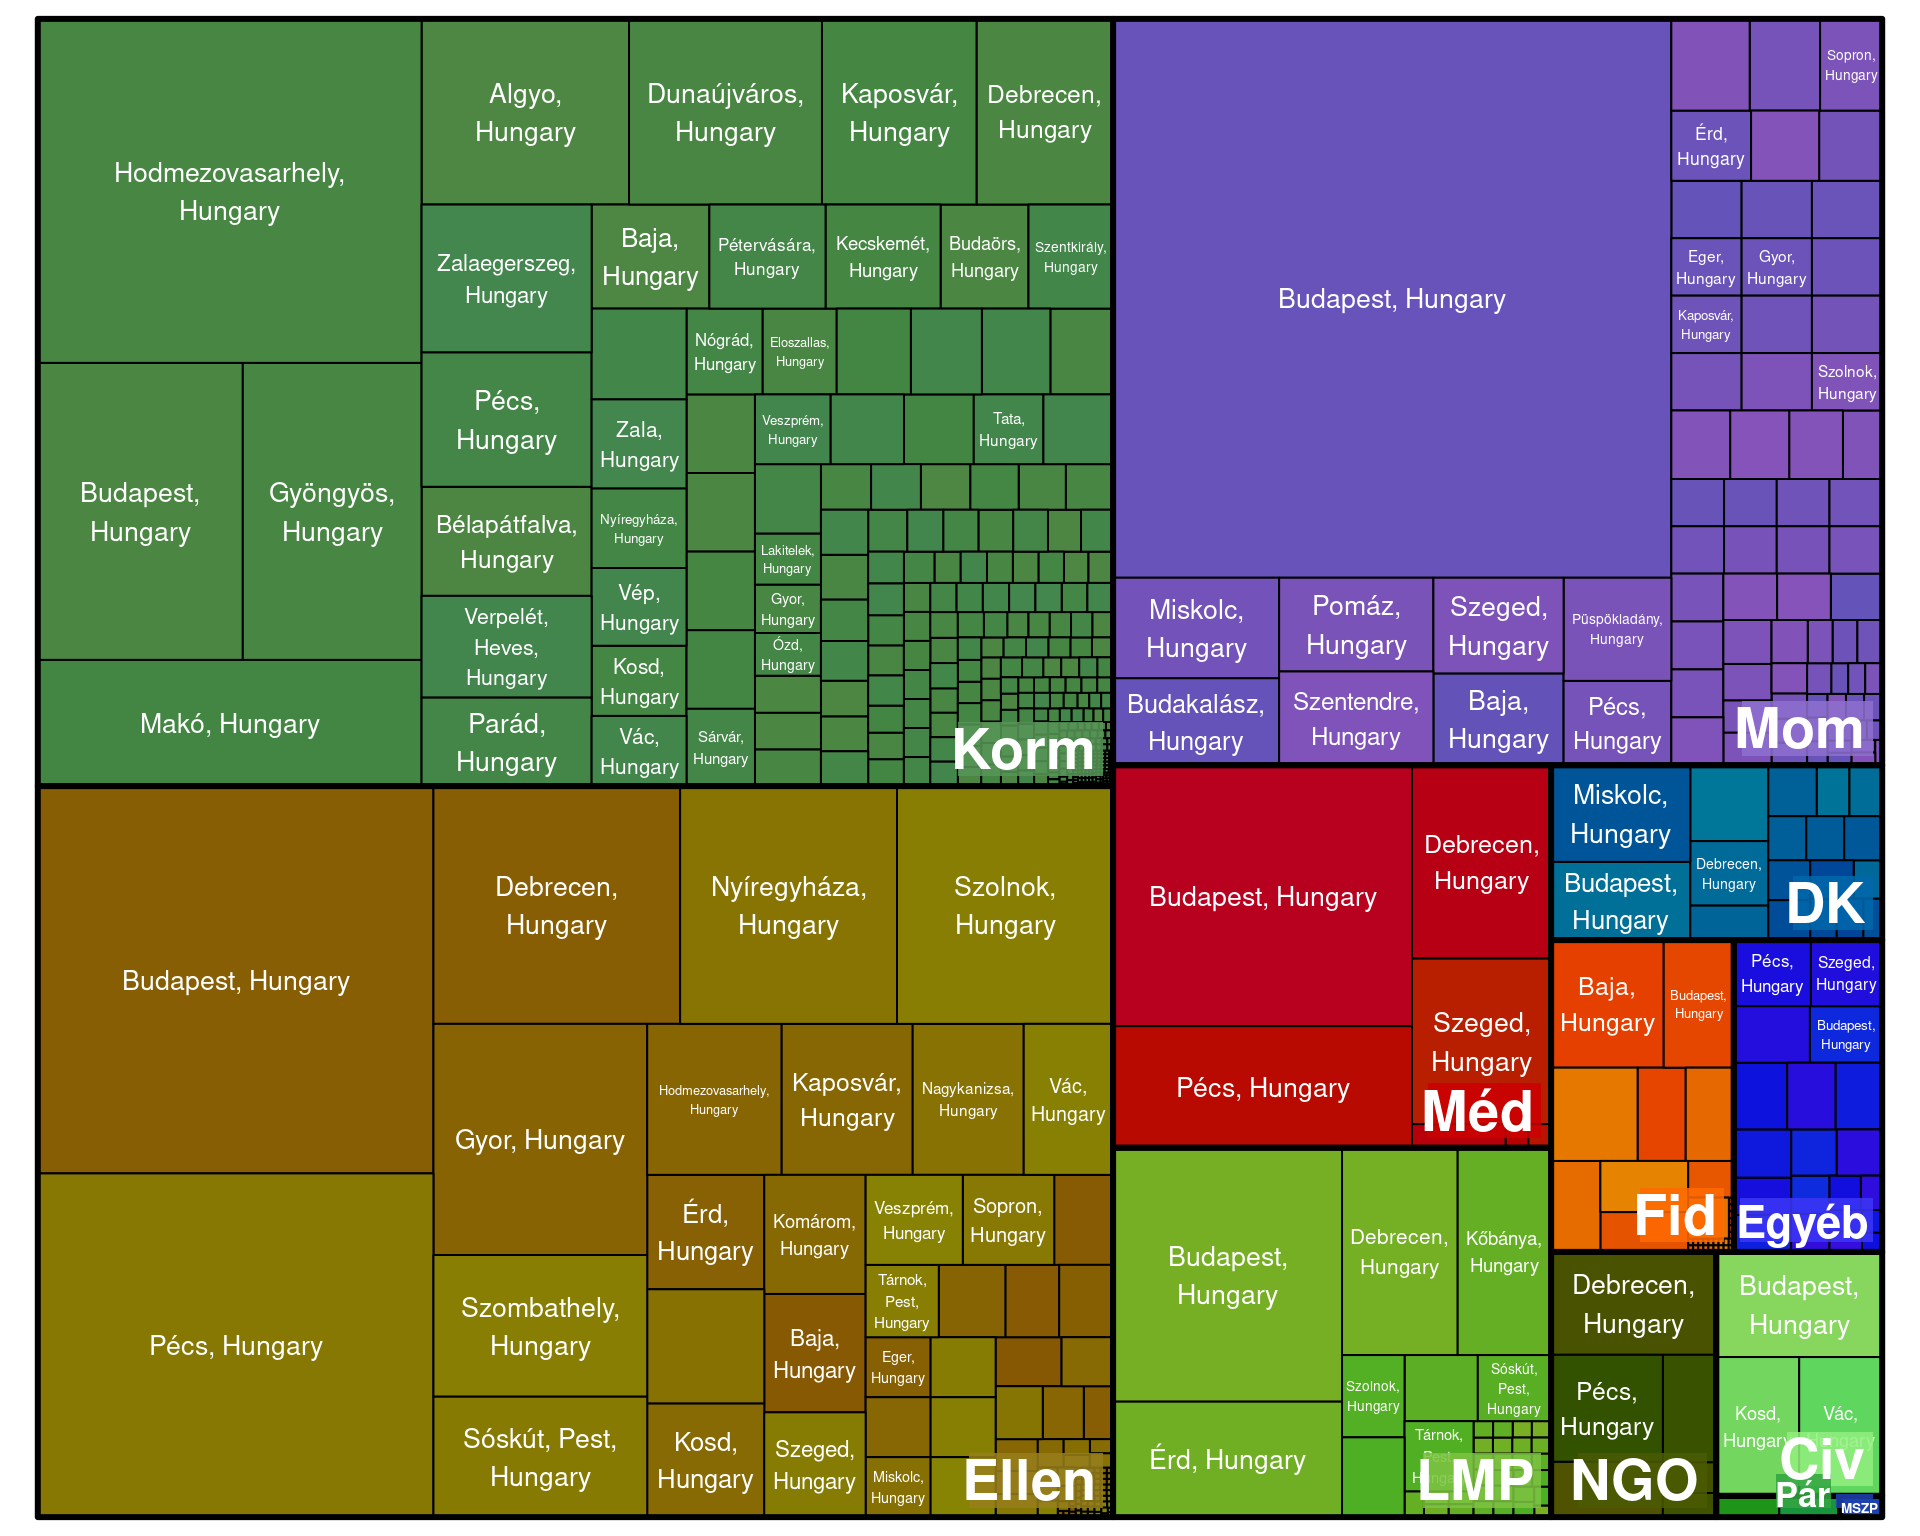 Hodmezovasarhely,
Hungary
Algyo,
Hungary
Dunaújváros,
Hungary
Kaposvár,
Hungary
Debrecen,
Hungary
Zalaegerszeg,
Hungary
Baja,
Hungary
Pétervására,
Hungary
Kecskemét,
Hungary
Budaörs,
Hungary
Szentkirály,
Hungary
Nógrád,
Hungary
Eloszallas,
Hungary
Budapest,
Hungary
Gyöngyös,
Hungary
Pécs,
Hungary
Zala,
Hungary
Veszprém,
Hungary
Tata,
Hungary
Bélapátfalva,
Hungary
Nyíregyháza,
Hungary
Lakitelek,
Hungary
Vép,
Hungary
Gyor,
Hungary
Verpelét,
Heves,
Hungary
Ózd,
Hungary
Kosd,
Hungary
Makó, Hungary
Parád,
Hungary
Vác,
Hungary
Sárvár,
Hungary
Korm
Budapest, Hungary
Sopron,
Hungary
Érd,
Hungary
Eger,
Hungary
Gyor,
Hungary
Kaposvár,
Hungary
Szolnok,
Hungary
Miskolc,
Hungary
Pomáz,
Hungary
Szeged,
Hungary
Püspökladány,
Hungary
Budakalász,
Hungary
Szentendre,
Hungary
Baja,
Hungary
Pécs,
Hungary
Mom
Budapest, Hungary
Debrecen,
Hungary
Nyíregyháza,
Hungary
Szolnok,
Hungary
Gyor, Hungary
Hodmezovasarhely,
Hungary
Kaposvár,
Hungary
Nagykanizsa,
Hungary
Vác,
Hungary
Érd,
Hungary
Komárom,
Hungary
Veszprém,
Hungary
Sopron,
Hungary
Pécs, Hungary
Szombathely,
Hungary
Tárnok,
Pest,
Hungary
Baja,
Hungary
Eger,
Hungary
Sóskút, Pest,
Hungary
Kosd,
Hungary
Szeged,
Hungary
Miskolc,
Hungary
Ellen
Budapest, Hungary
Debrecen,
Hungary
Pécs, Hungary
Szeged,
Hungary
Méd
Miskolc,
Hungary
Budapest,
Hungary
Debrecen,
Hungary
DK
Baja,
Hungary
Budapest,
Hungary
Fid
Pécs,
Hungary
Szeged,
Hungary
Budapest,
Hungary
Egyéb
Budapest,
Hungary
Debrecen,
Hungary
Kőbánya,
Hungary
Szolnok,
Hungary
Sóskút,
Pest,
Hungary
Érd, Hungary
Tárnok,
Pest,
Hungary
LMP
Debrecen,
Hungary
Pécs,
Hungary
NGO
Budapest,
Hungary
Kosd,
Hungary
Vác,
Hungary
Civ
Pár
MSZP